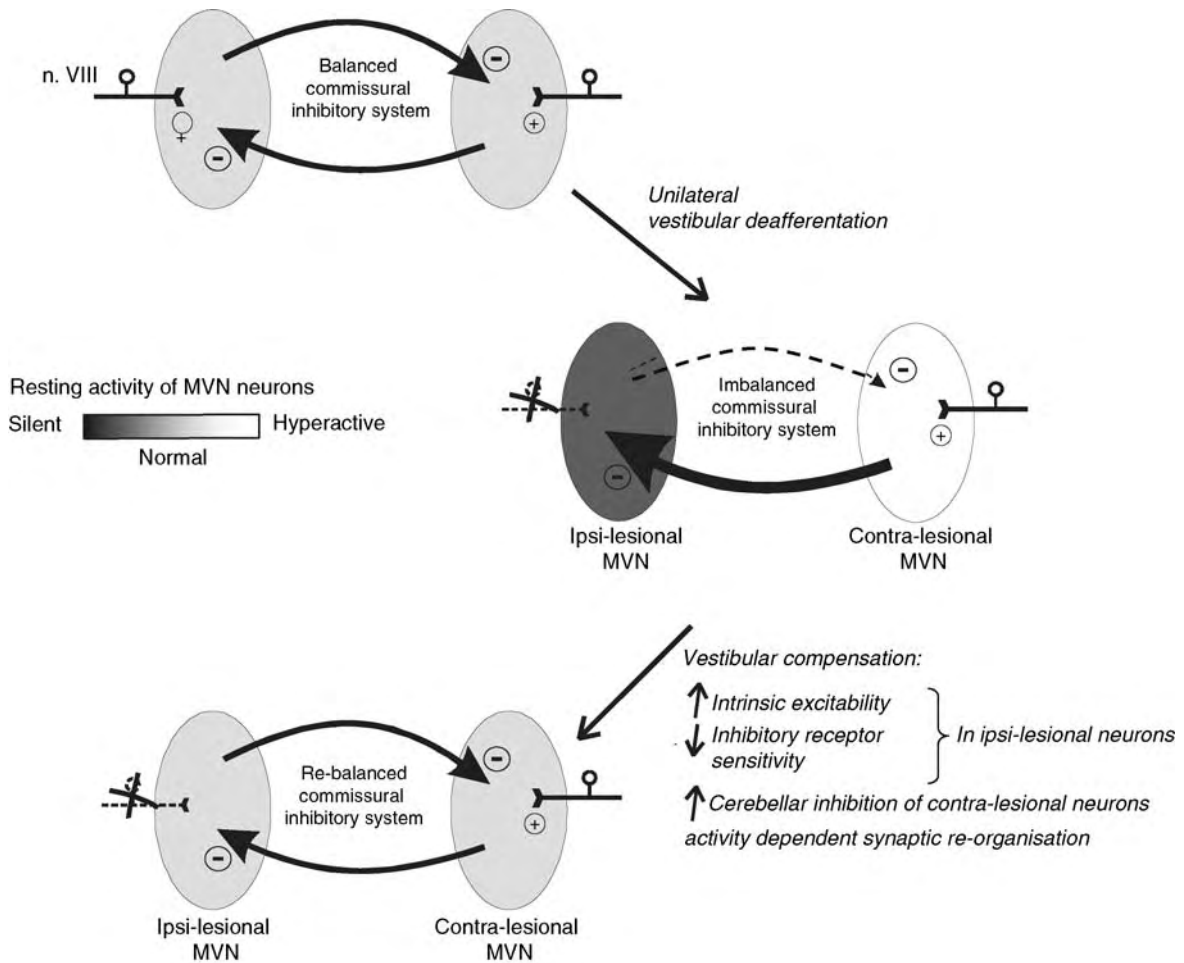 n. VIII
Balanced
commissural
inhibitory system
Unilateral
vestibular deafferentation
Resting activity of MVN neurons
Silent
Hyperactive
Normal
Imbalanced
commissural
inhibitory system
Ipsi-lesional
MVN
Contra-lesional
MVN
Vestibular compensation:
Intrinsic excitability
Inhibitory receptor
sensitivity
In ipsi-lesional neurons
Cerebellar inhibition of contra-lesional neurons
activity dependent synaptic re-organisation
Re-balanced
commissural
inhibitory system
Ipsi-lesional
MVN
Contra-lesional
MVN